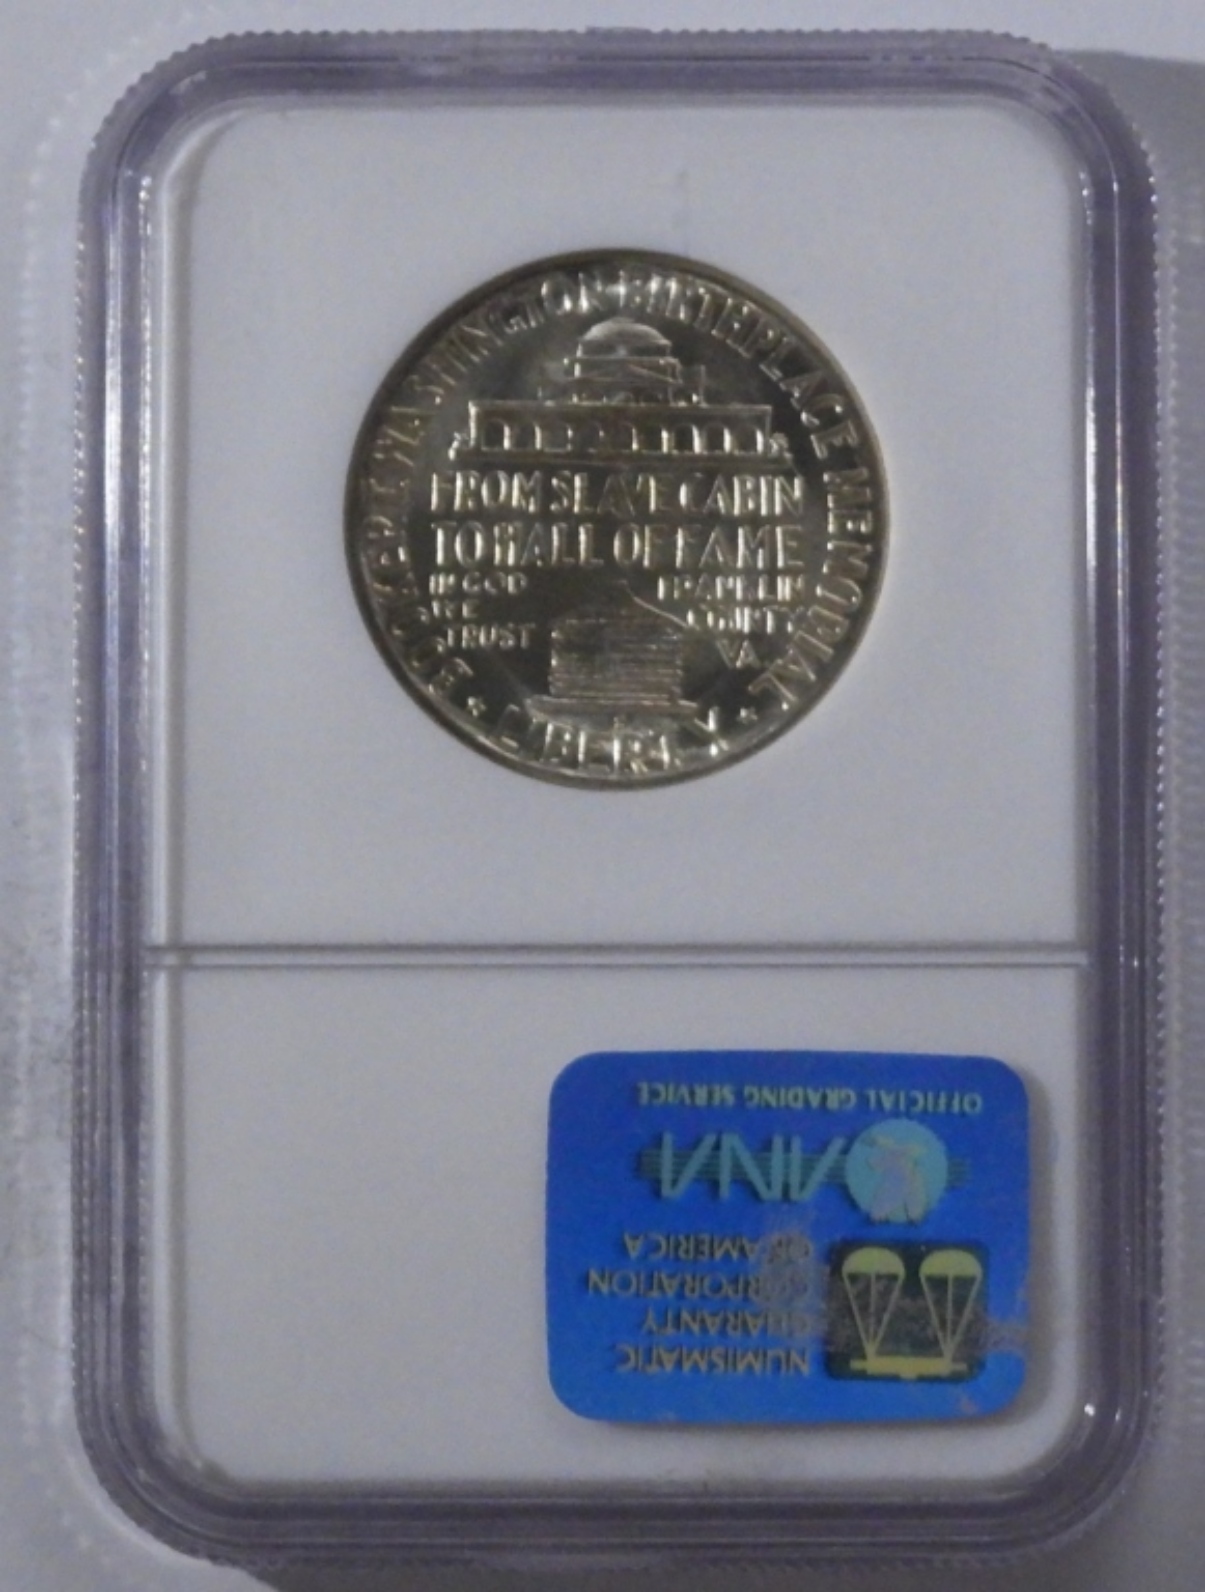 BOOKER T. WASHINGTON BIRTHPLACE MEMORIAL
FROM SLAVE CABIN
TO HALL OF FAME
IN GOD
WE
TRUST
FRANKLIN
COUNTY
VA
LIBERTY
NUMISMATIC
GUARANTY
CORPORATION
OF AMERICA
ANA
OFFICIAL GRADING SERVICE